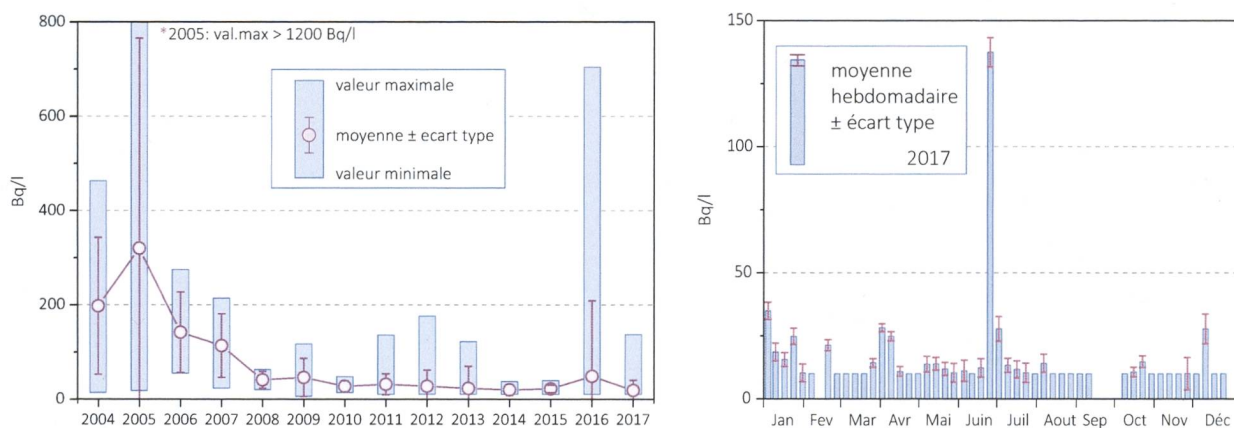 800
600
400
200
0
Bq/l
*2005: val.max > 1200 Bq/l
valeur maximale
moyenne ± ecart type
valeur minimale
2004 2005 2006 2007 2008 2009 2010 2011 2012 2013 2014 2015 2016 2017
150
100
50
0
Bq/l
moyenne
hebdomadaire
± écart type
2017
Jan Fev Mar Avr Mai Juin Juil Aout Sep Oct Nov Déc